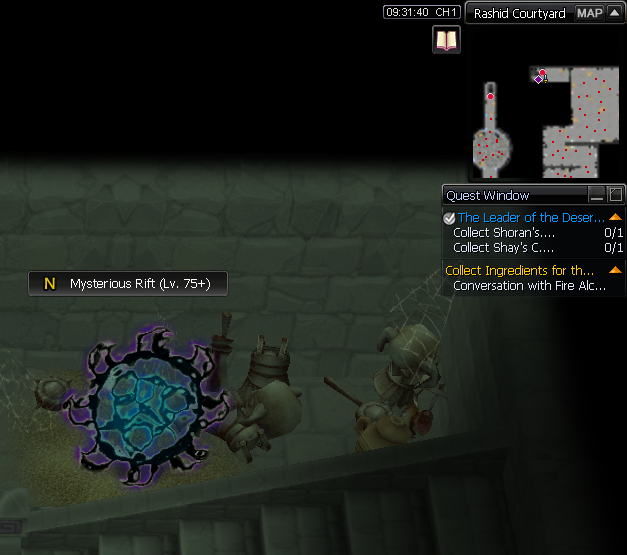 09:31:40 CH1
Rashid Courtyard MAP
Quest Window
The Leader of the Deser...
Collect Shoran's.... 0/1
Collect Shay's C.... 0/1
Collect Ingredients for th...
Conversation with Fire Alc...
N Mysterious Rift (Lv. 75+)